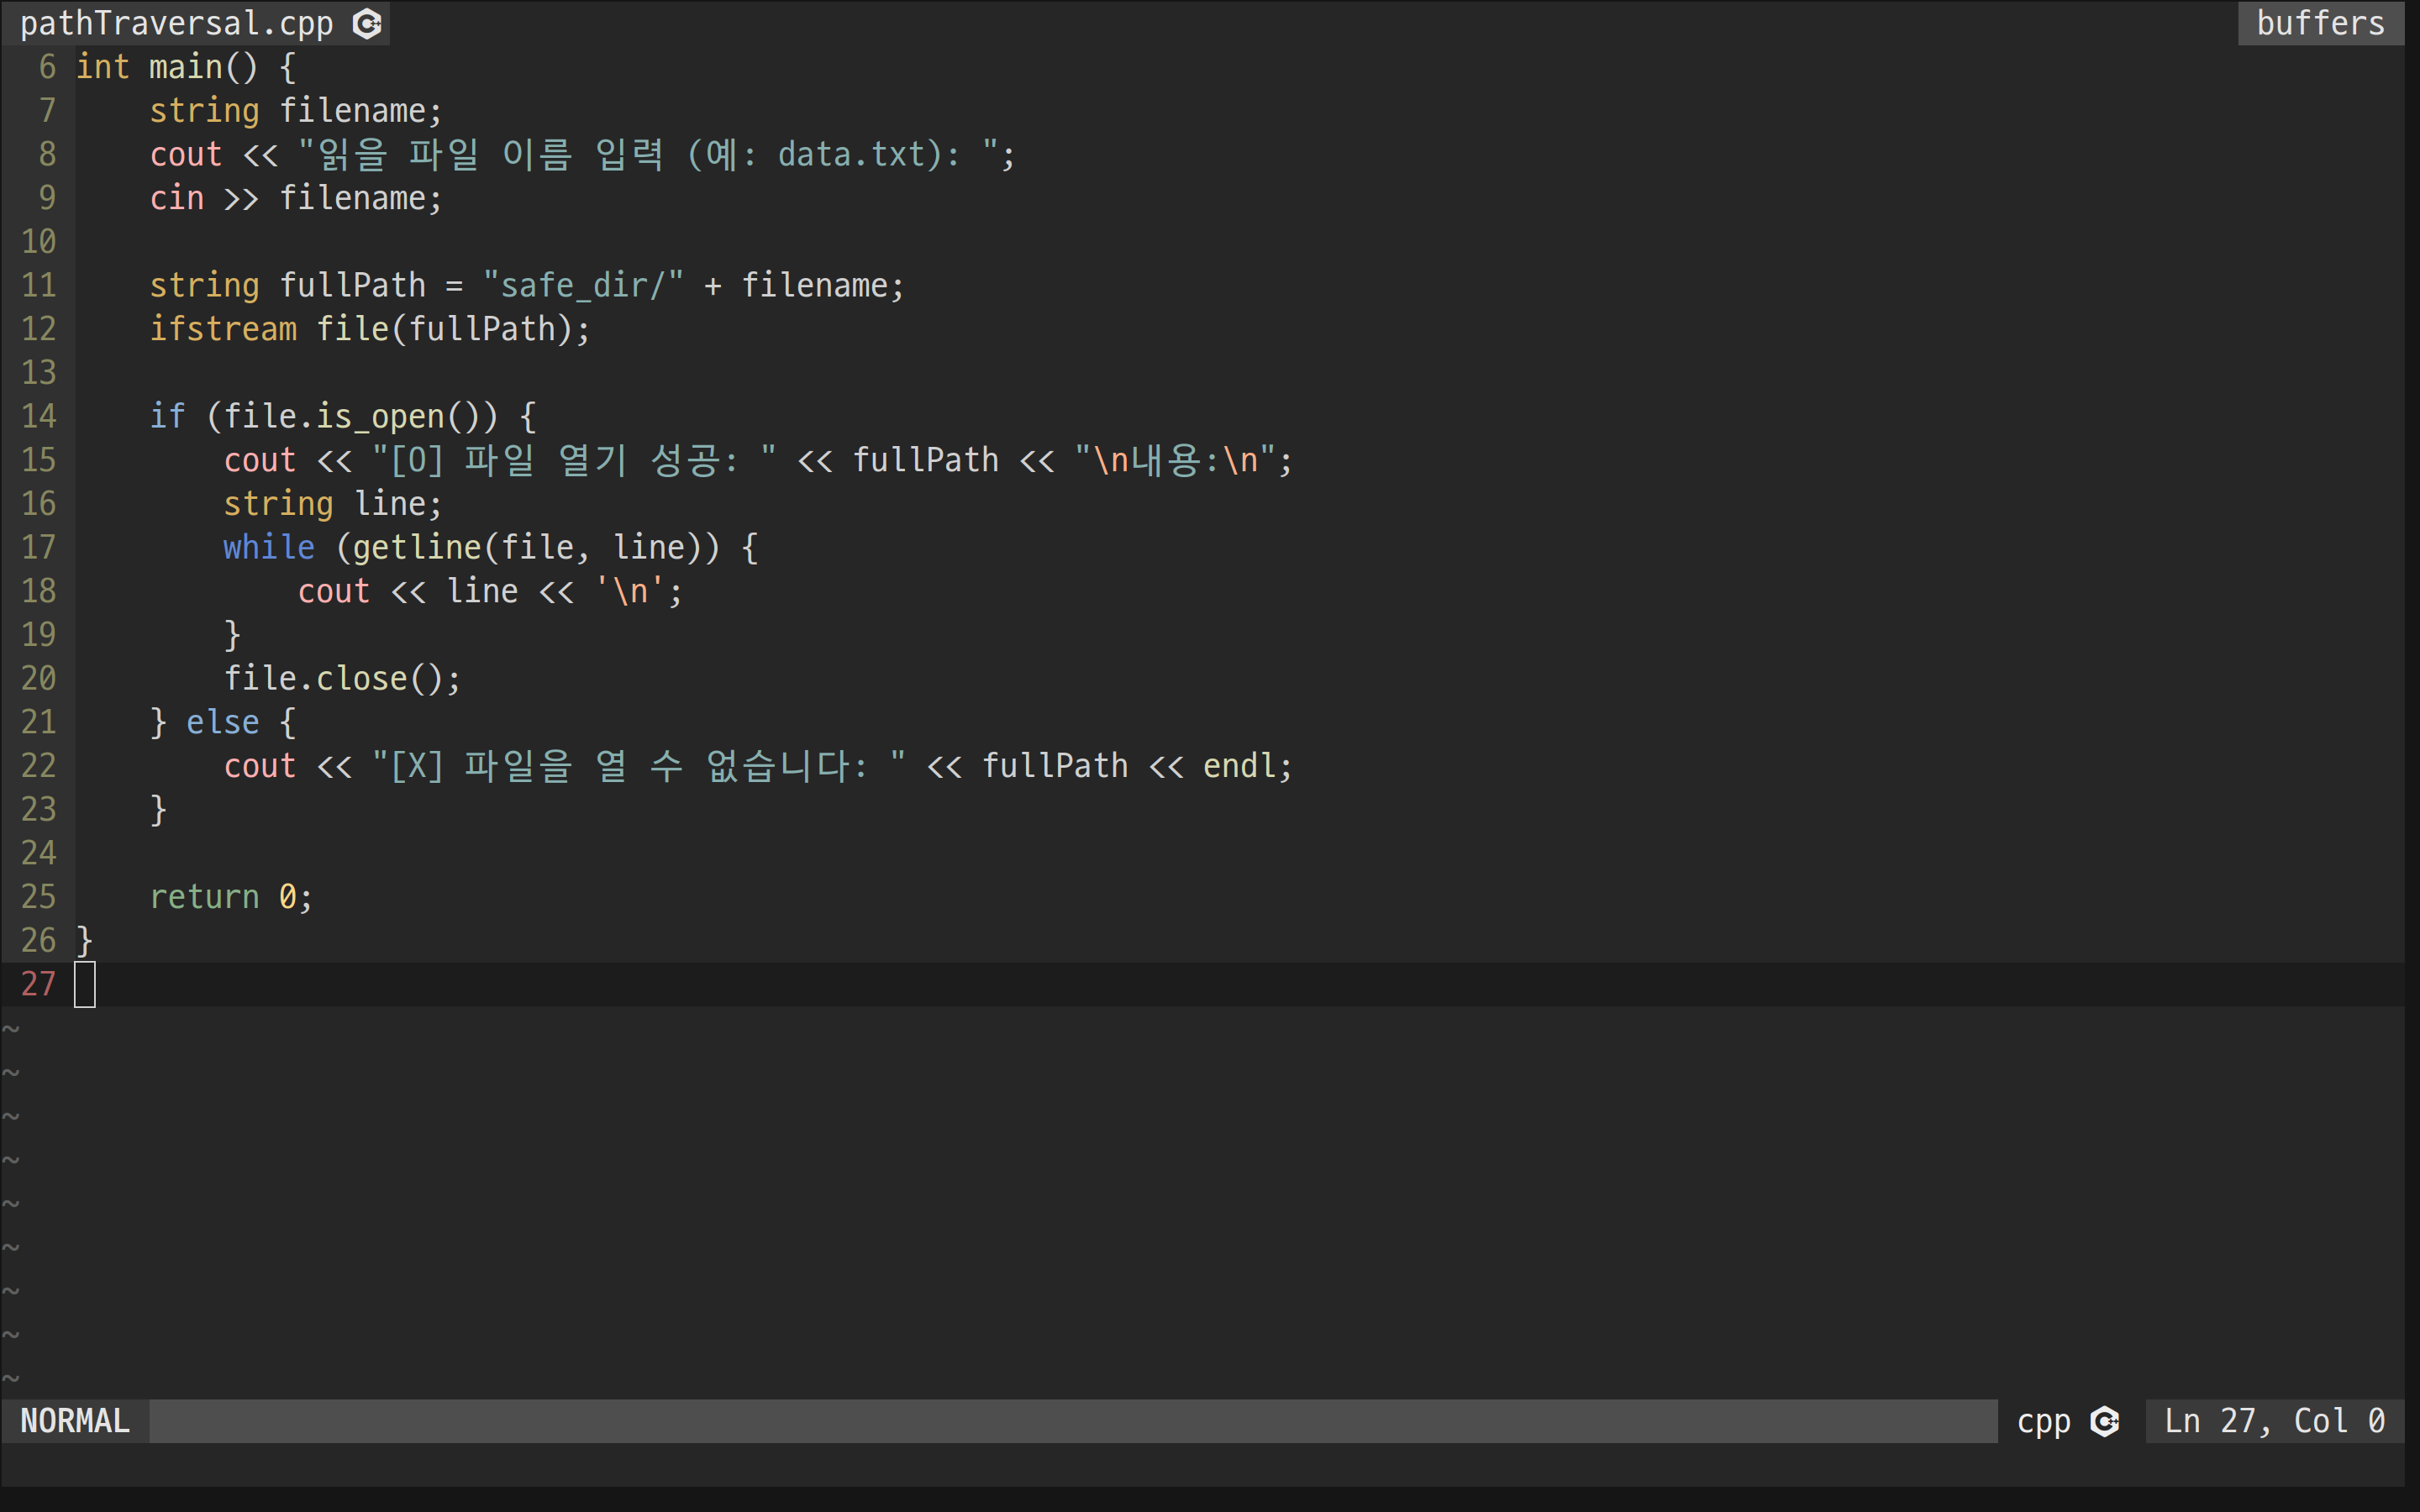 pathTraversal.cpp buffers
6 int main() {
7     string filename;
8     cout << "읽을 파일 이름 입력 (예: data.txt): ";
9     cin >> filename;
10
11     string fullPath = "safe_dir/" + filename;
12     ifstream file(fullPath);
13
14     if (file.is_open()) {
15         cout << "[O] 파일 열기 성공: " << fullPath << "\n내용:\n";
16         string line;
17         while (getline(file, line)) {
18             cout << line << '\n';
19         }
20         file.close();
21     } else {
22         cout << "[X] 파일을 열 수 없습니다: " << fullPath << endl;
23     }
24
25     return 0;
26 }
27
~
~
~
~
~
~
~
~
~
NORMAL cpp Ln 27, Col 0